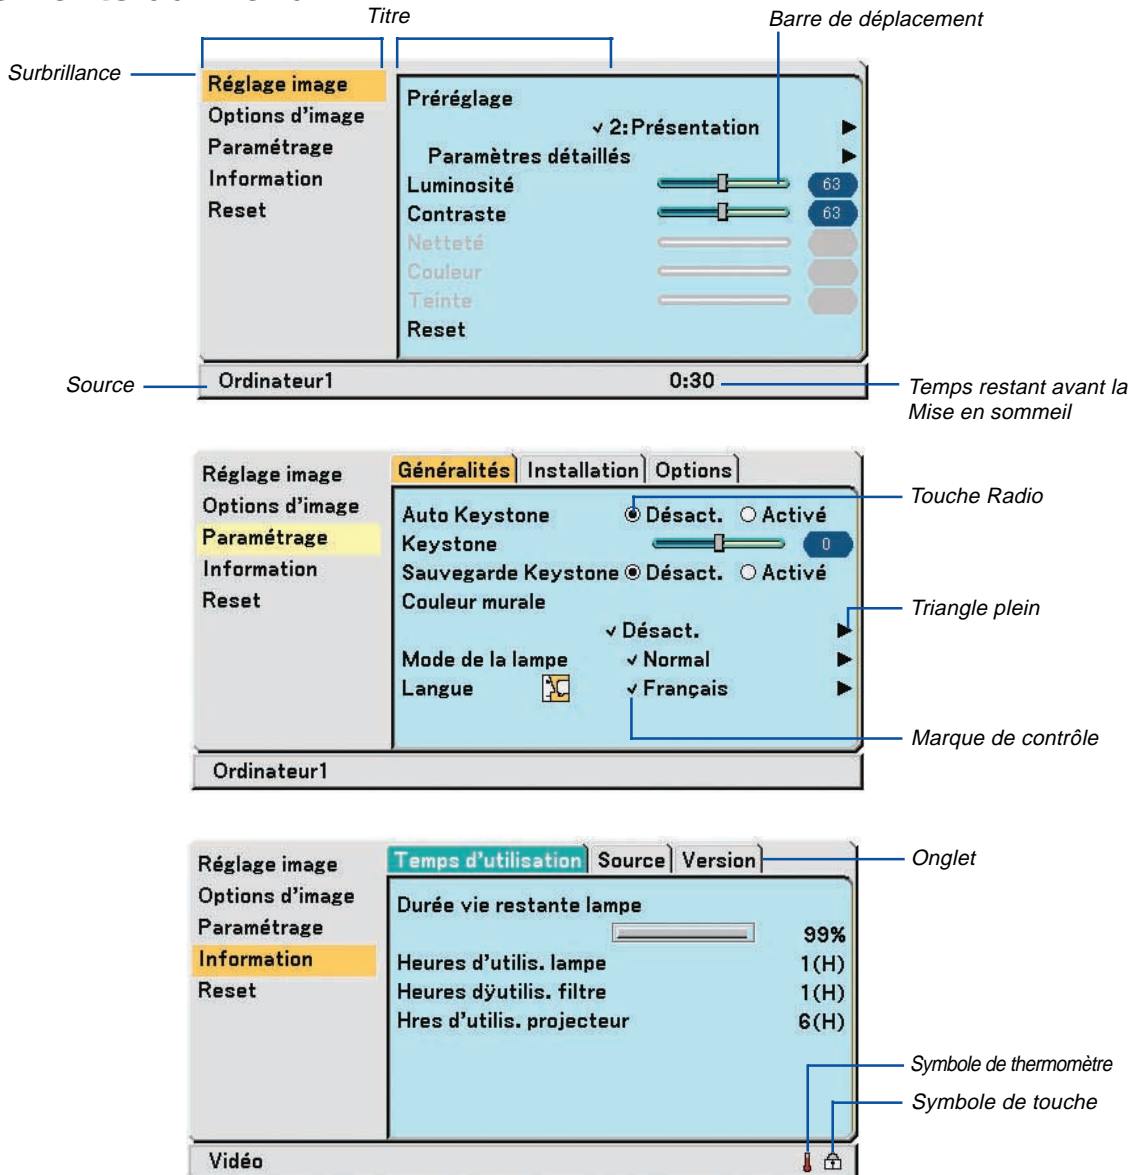 Titre
Barre de déplacement
Surbrillance
Réglage image
Options d'image
Paramétrage
Information
Reset
Préréglage
✓ 2:Présentation
Paramètres détaillés
Luminosité 63
Contraste 63
Netteté
Couleur
Teinte
Reset
Source
Ordinateur1 0:30
Temps restant avant la
Mise en sommeil
Réglage image
Options d'image
Paramétrage
Information
Reset
Généralités Installation Options
Auto Keystone Désact. Activé
Keystone 0
Sauvegarde Keystone Désact. Activé
Couleur murale
✓ Désact.
Mode de la lampe ✓ Normal
Langue ✓ Français
Touche Radio
Triangle plein
Marque de contrôle
Ordinateur1
Réglage image
Options d'image
Paramétrage
Information
Reset
Temps d'utilisation Source Version
Onglet
Durée vie restante lampe
99%
Heures d'utilis. lampe 1(H)
Heures dÿutilis. filtre 1(H)
Hres d'utilis. projecteur 6(H)
Symbole de thermomètre
Symbole de touche
Vidéo